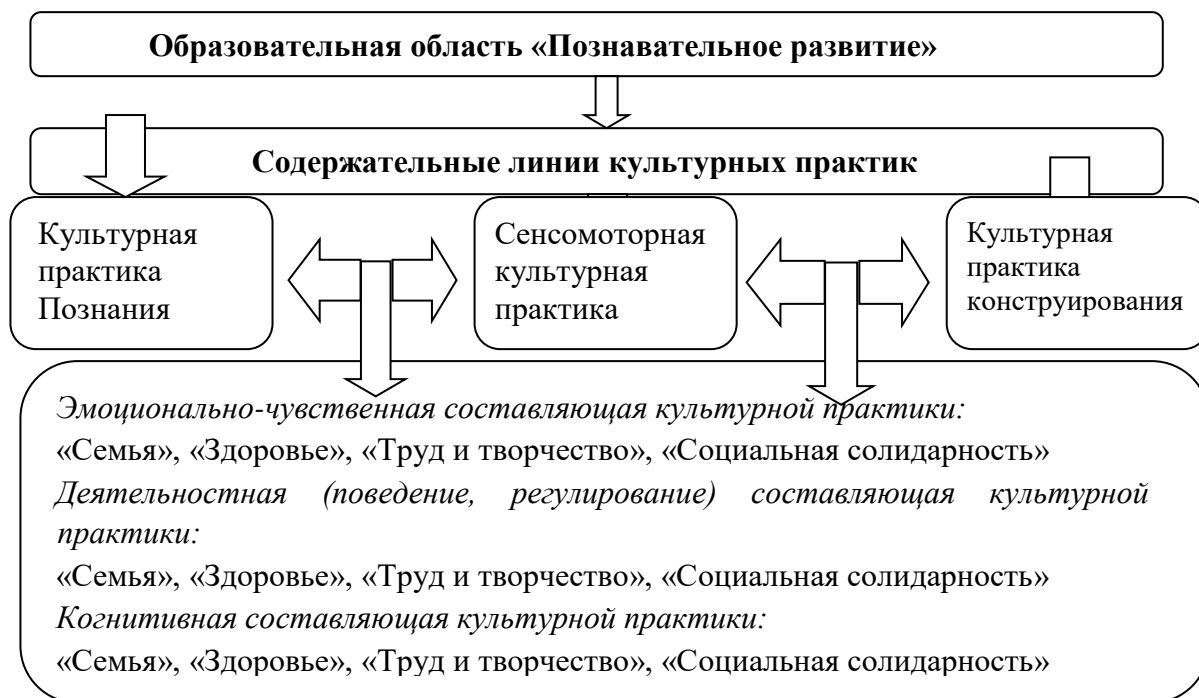 Образовательная область «Познавательное развитие»
Содержательные линии культурных практик
Культурная
практика
Познания
Сенсомоторная
культурная
практика
Культурная
практика
конструирования
Эмоционально-чувственная составляющая культурной практики:
«Семья», «Здоровье», «Труд и творчество», «Социальная солидарность»
Деятельностная (поведение, регулирование) составляющая культурной
практики:
«Семья», «Здоровье», «Труд и творчество», «Социальная солидарность»
Когнитивная составляющая культурной практики:
«Семья», «Здоровье», «Труд и творчество», «Социальная солидарность»